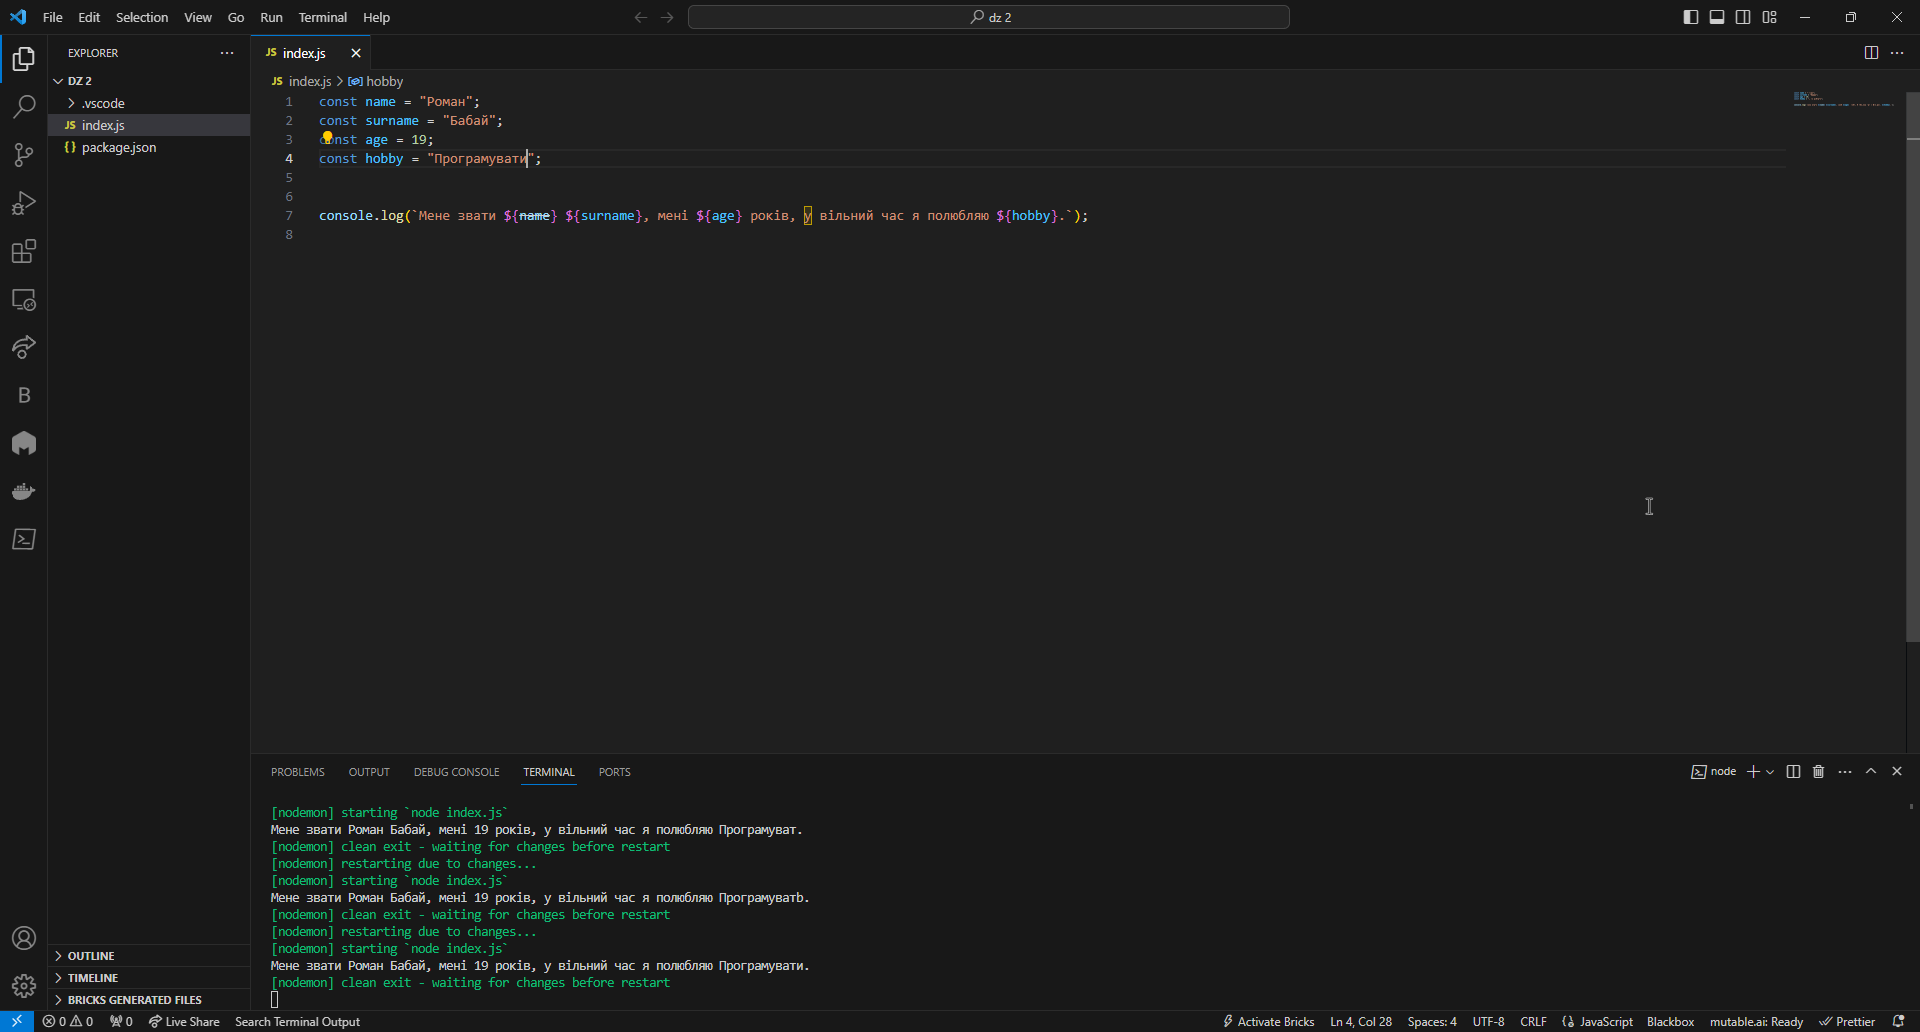 File Edit Selection View Go Run Terminal Help
dz 2
EXPLORER
DZ 2
.vscode
JS index.js
{} package.json
OUTLINE
TIMELINE
BRICKS GENERATED FILES
JS index.js
JS index.js > hobby
1 const name = "Роман";
2 const surname = "Бабай";
3 const age = 19;
4 const hobby = "Програмувати";
5
6
7 console.log(`Мене звати ${name} ${surname}, мені ${age} років, у вільний час я полюбляю ${hobby}.`);
8
PROBLEMS OUTPUT DEBUG CONSOLE TERMINAL PORTS
node
[nodemon] starting `node index.js`
Мене звати Роман Бабай, мені 19 років, у вільний час я полюбляю Програмуват.
[nodemon] clean exit - waiting for changes before restart
[nodemon] restarting due to changes...
[nodemon] starting `node index.js`
Мене звати Роман Бабай, мені 19 років, у вільний час я полюбляю Програмуватb.
[nodemon] clean exit - waiting for changes before restart
[nodemon] restarting due to changes...
[nodemon] starting `node index.js`
Мене звати Роман Бабай, мені 19 років, у вільний час я полюбляю Програмувати.
[nodemon] clean exit - waiting for changes before restart
0 0 0 Live Share Search Terminal Output
Activate Bricks Ln 4, Col 28 Spaces: 4 UTF-8 CRLF {} JavaScript Blackbox mutable.ai: Ready Prettier